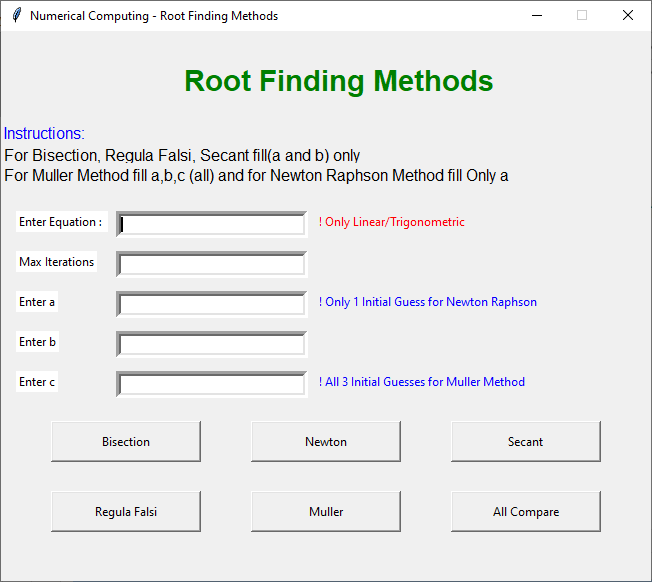 Numerical Computing - Root Finding Methods
Root Finding Methods
Instructions:
For Bisection, Regula Falsi, Secant fill(a and b) only
For Muller Method fill a,b,c (all) and for Newton Raphson Method fill Only a
Enter Equation : ! Only Linear/Trigonometric
Max Iterations
Enter a ! Only 1 Initial Guess for Newton Raphson
Enter b
Enter c ! All 3 Initial Guesses for Muller Method
Bisection Newton Secant
Regula Falsi Muller All Compare